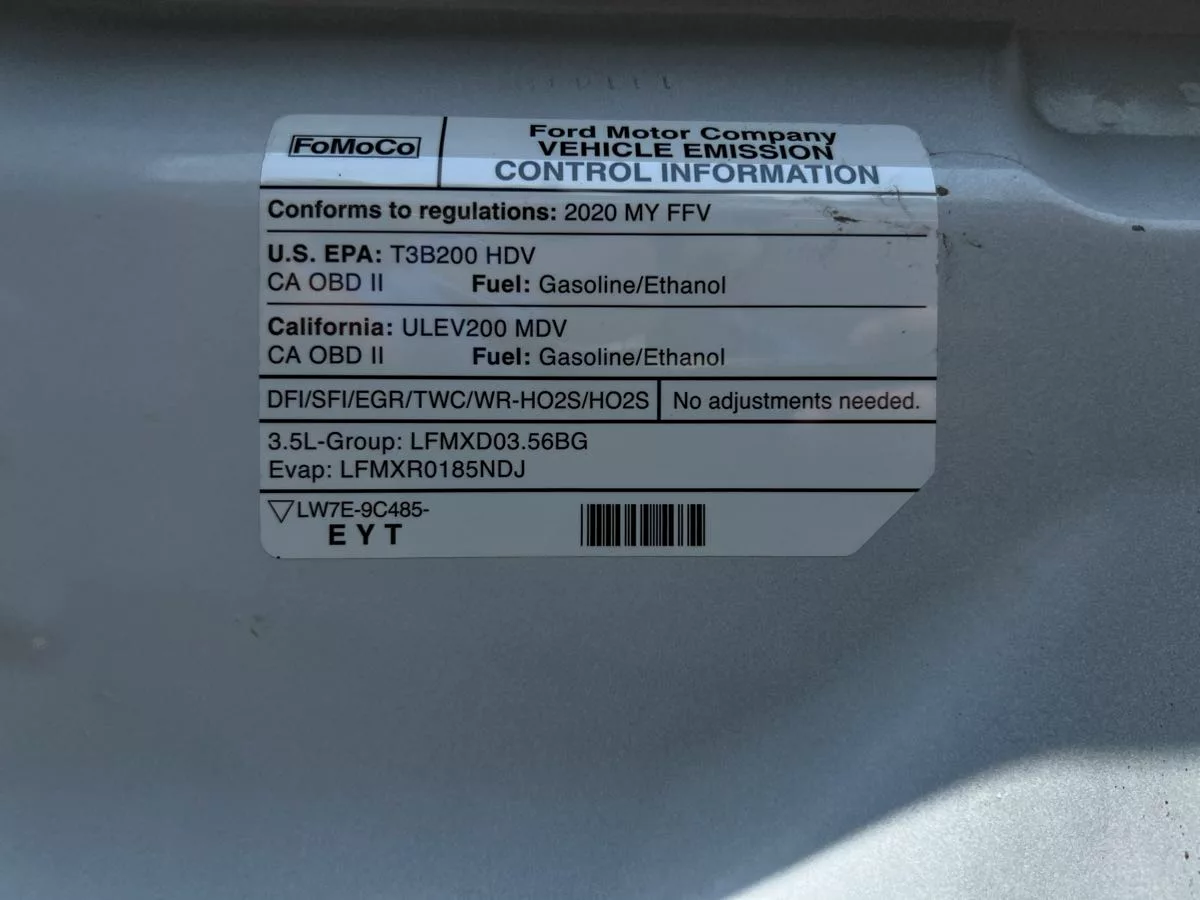 FoMoCo
Ford Motor Company
VEHICLE EMISSION
CONTROL INFORMATION
Conforms to regulations: 2020 MY FFV
U.S. EPA: T3B200 HDV
CA OBD II Fuel: Gasoline/Ethanol
California: ULEV200 MDV
CA OBD II Fuel: Gasoline/Ethanol
DFI/SFI/EGR/TWC/WR-HO2S/HO2S No adjustments needed.
3.5L-Group: LFMXD03.56BG
Evap: LFMXR0185NDJ
LW7E-9C485-
E Y T